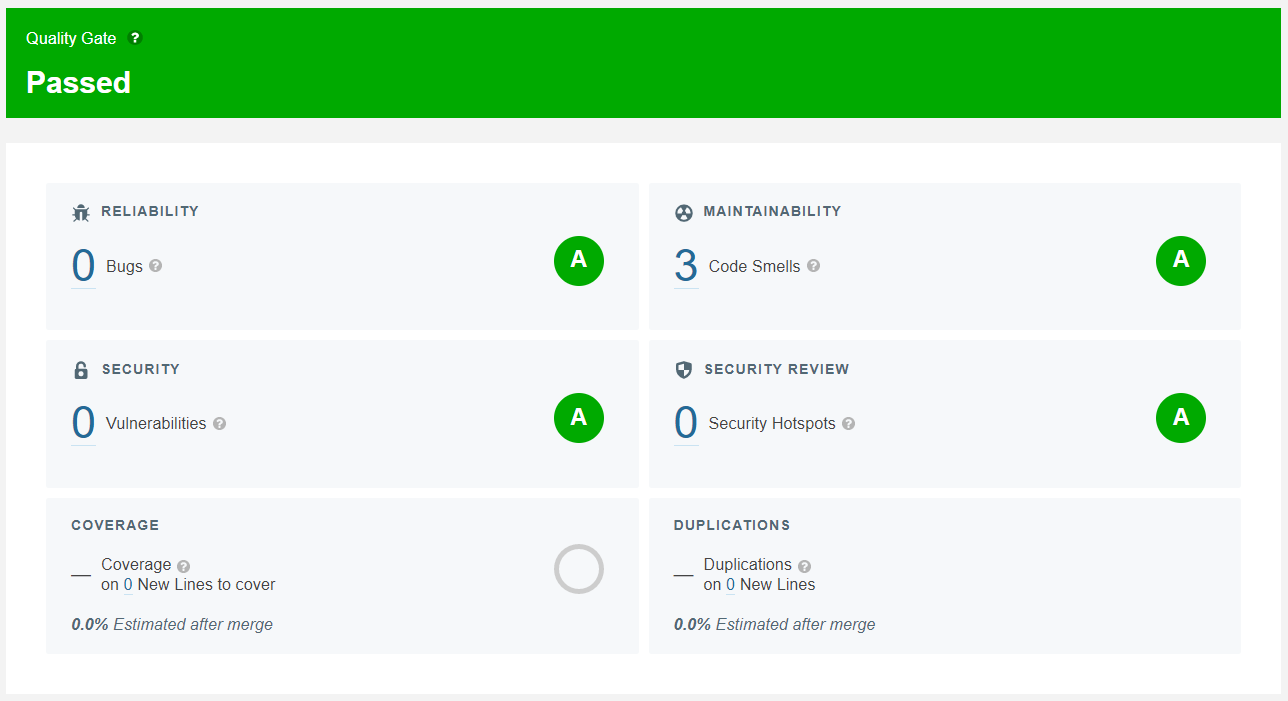 Quality Gate ?
Passed
RELIABILITY
0 Bugs ?
A
MAINTAINABILITY
3 Code Smells ?
A
SECURITY
0 Vulnerabilities ?
A
SECURITY REVIEW
0 Security Hotspots ?
A
COVERAGE
— Coverage ?
on 0 New Lines to cover
0.0% Estimated after merge
DUPLICATIONS
— Duplications ?
on 0 New Lines
0.0% Estimated after merge